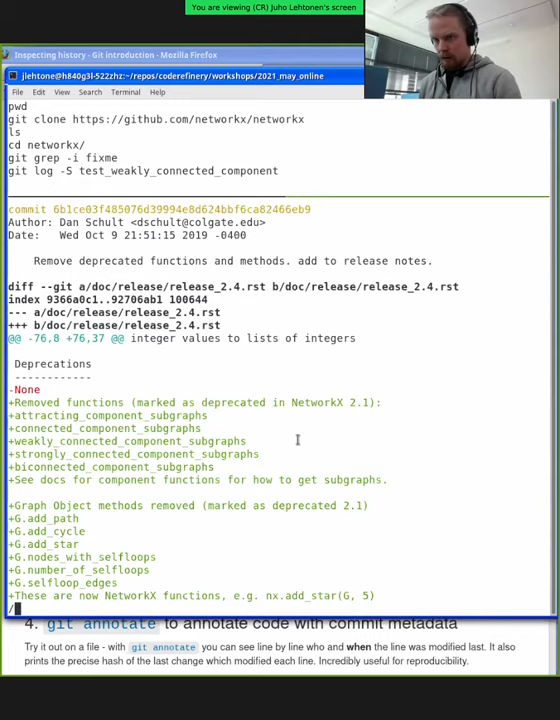 You are viewing (CR) Juho Lehtonen's screen
Inspecting history - Git introduction - Mozilla Firefox
jlehtone@h840g3l-522zhz:~/repos/coderefinery/workshops/2021_may_online
File Edit View Search Terminal Help
pwd
git clone https://github.com/networkx/networkx
ls
cd networkx/
git grep -i fixme
git log -S test_weakly_connected_component
commit 6b1ce03f485076d39994e8d624bbf6ca82466eb9
Author: Dan Schult <dschult@colgate.edu>
Date:   Wed Oct 9 21:51:15 2019 -0400
Remove deprecated functions and methods. add to release notes.
diff --git a/doc/release/release_2.4.rst b/doc/release/release_2.4.rst
index 9366a0c1..92706ab1 100644
--- a/doc/release/release_2.4.rst
+++ b/doc/release/release_2.4.rst
@@ -76,8 +76,37 @@ integer values to lists of integers
Deprecations
------------
-None
+Removed functions (marked as deprecated in NetworkX 2.1):
+attracting_component_subgraphs
+connected_component_subgraphs
+weakly_connected_component_subgraphs
+strongly_connected_component_subgraphs
+biconnected_component_subgraphs
+See docs for component functions for how to get subgraphs.
+Graph Object methods removed (marked as deprecated 2.1)
+G.add_path
+G.add_cycle
+G.add_star
+G.nodes_with_selfloops
+G.number_of_selfloops
+G.selfloop_edges
+These are now NetworkX functions, e.g. nx.add_star(G, 5)
/
4. git annotate to annotate code with commit metadata
Try it out on a file - with git annotate you can see line by line who and when the line was modified last. It also
prints the precise hash of the last change which modified each line. Incredibly useful for reproducibility.